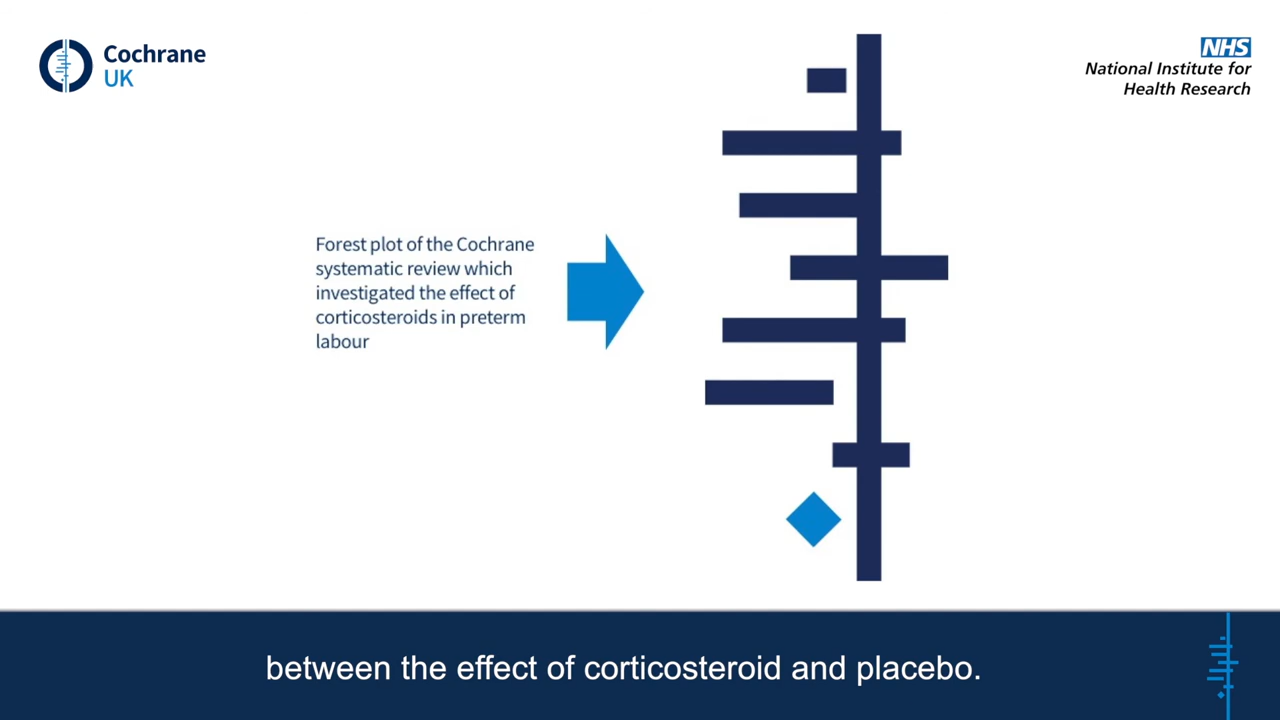 Cochrane
UK
NHS
National Institute for
Health Research
Forest plot of the Cochrane
systematic review which
investigated the effect of
corticosteroids in preterm
labour
between the effect of corticosteroid and placebo.